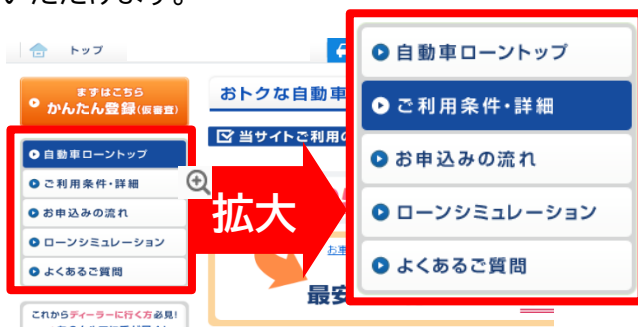 いただけます。
トップ
まずはこちら
かんたん登録(仮審査)
自動車ローントップ
ご利用条件・詳細
お申込みの流れ
ローンシミュレーション
よくあるご質問
これからディーラーに行く方必見!
おトクな自動車
当サイトご利用の
拡大
お車
最安
自動車ローントップ
ご利用条件・詳細
お申込みの流れ
ローンシミュレーション
よくあるご質問